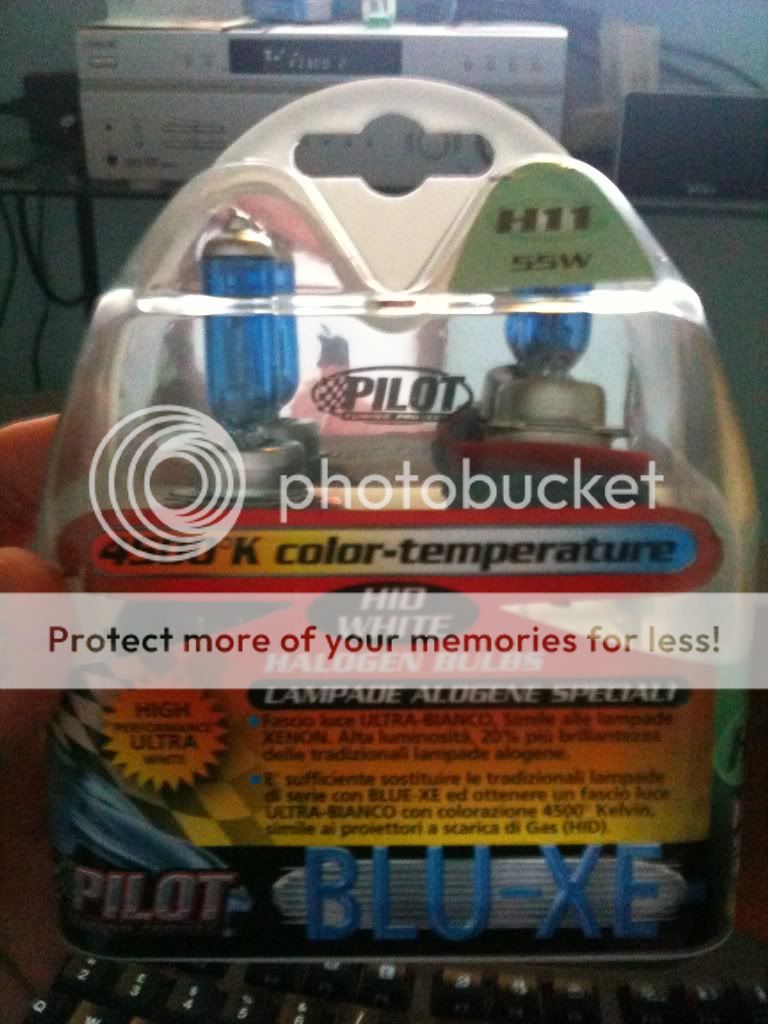 H11
55W
PILOT
photobucket
4500°K color-temperature
HID
WHITE
Protect more of your memories for less!
HALOGEN BULBS
LAMPADE ALOGENE SPECIALI
HIGH
PERFORMANCE
ULTRA
WHITE
Fascio luce ULTRA-BIANCO. Simile alle lampade
XENON. Alta luminosità, 20% più brillantezza
delle tradizionali lampade alogene.
E' sufficiente sostituire le tradizionali lampade
di serie con BLUE-XE ed ottenere un fascio luce
ULTRA-BIANCO con colorazione 4500° Kelvin,
simile ai proiettori a scarica di Gas (HID).
PILOT
BLU-XE